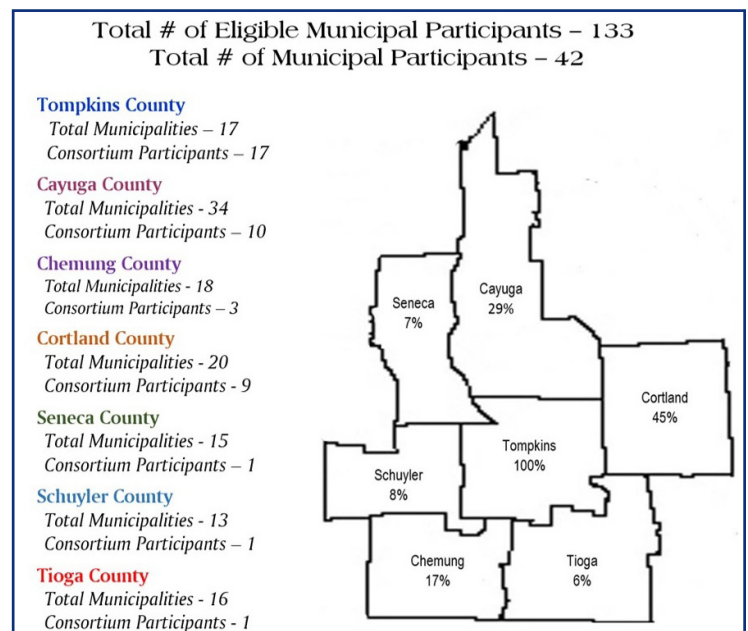 Total # of Eligible Municipal Participants – 133
Total # of Municipal Participants – 42
Tompkins County
Total Municipalities – 17
Consortium Participants – 17
Cayuga County
Total Municipalities - 34
Consortium Participants – 10
Chemung County
Total Municipalities - 18
Consortium Participants – 3
Cortland County
Total Municipalities - 20
Consortium Participants - 9
Seneca County
Total Municipalities - 15
Consortium Participants – 1
Schuyler County
Total Municipalities - 13
Consortium Participants – 1
Tioga County
Total Municipalities - 16
Consortium Participants - 1
Seneca
7%
Cayuga
29%
Cortland
45%
Tompkins
100%
Schuyler
8%
Chemung
17%
Tioga
6%